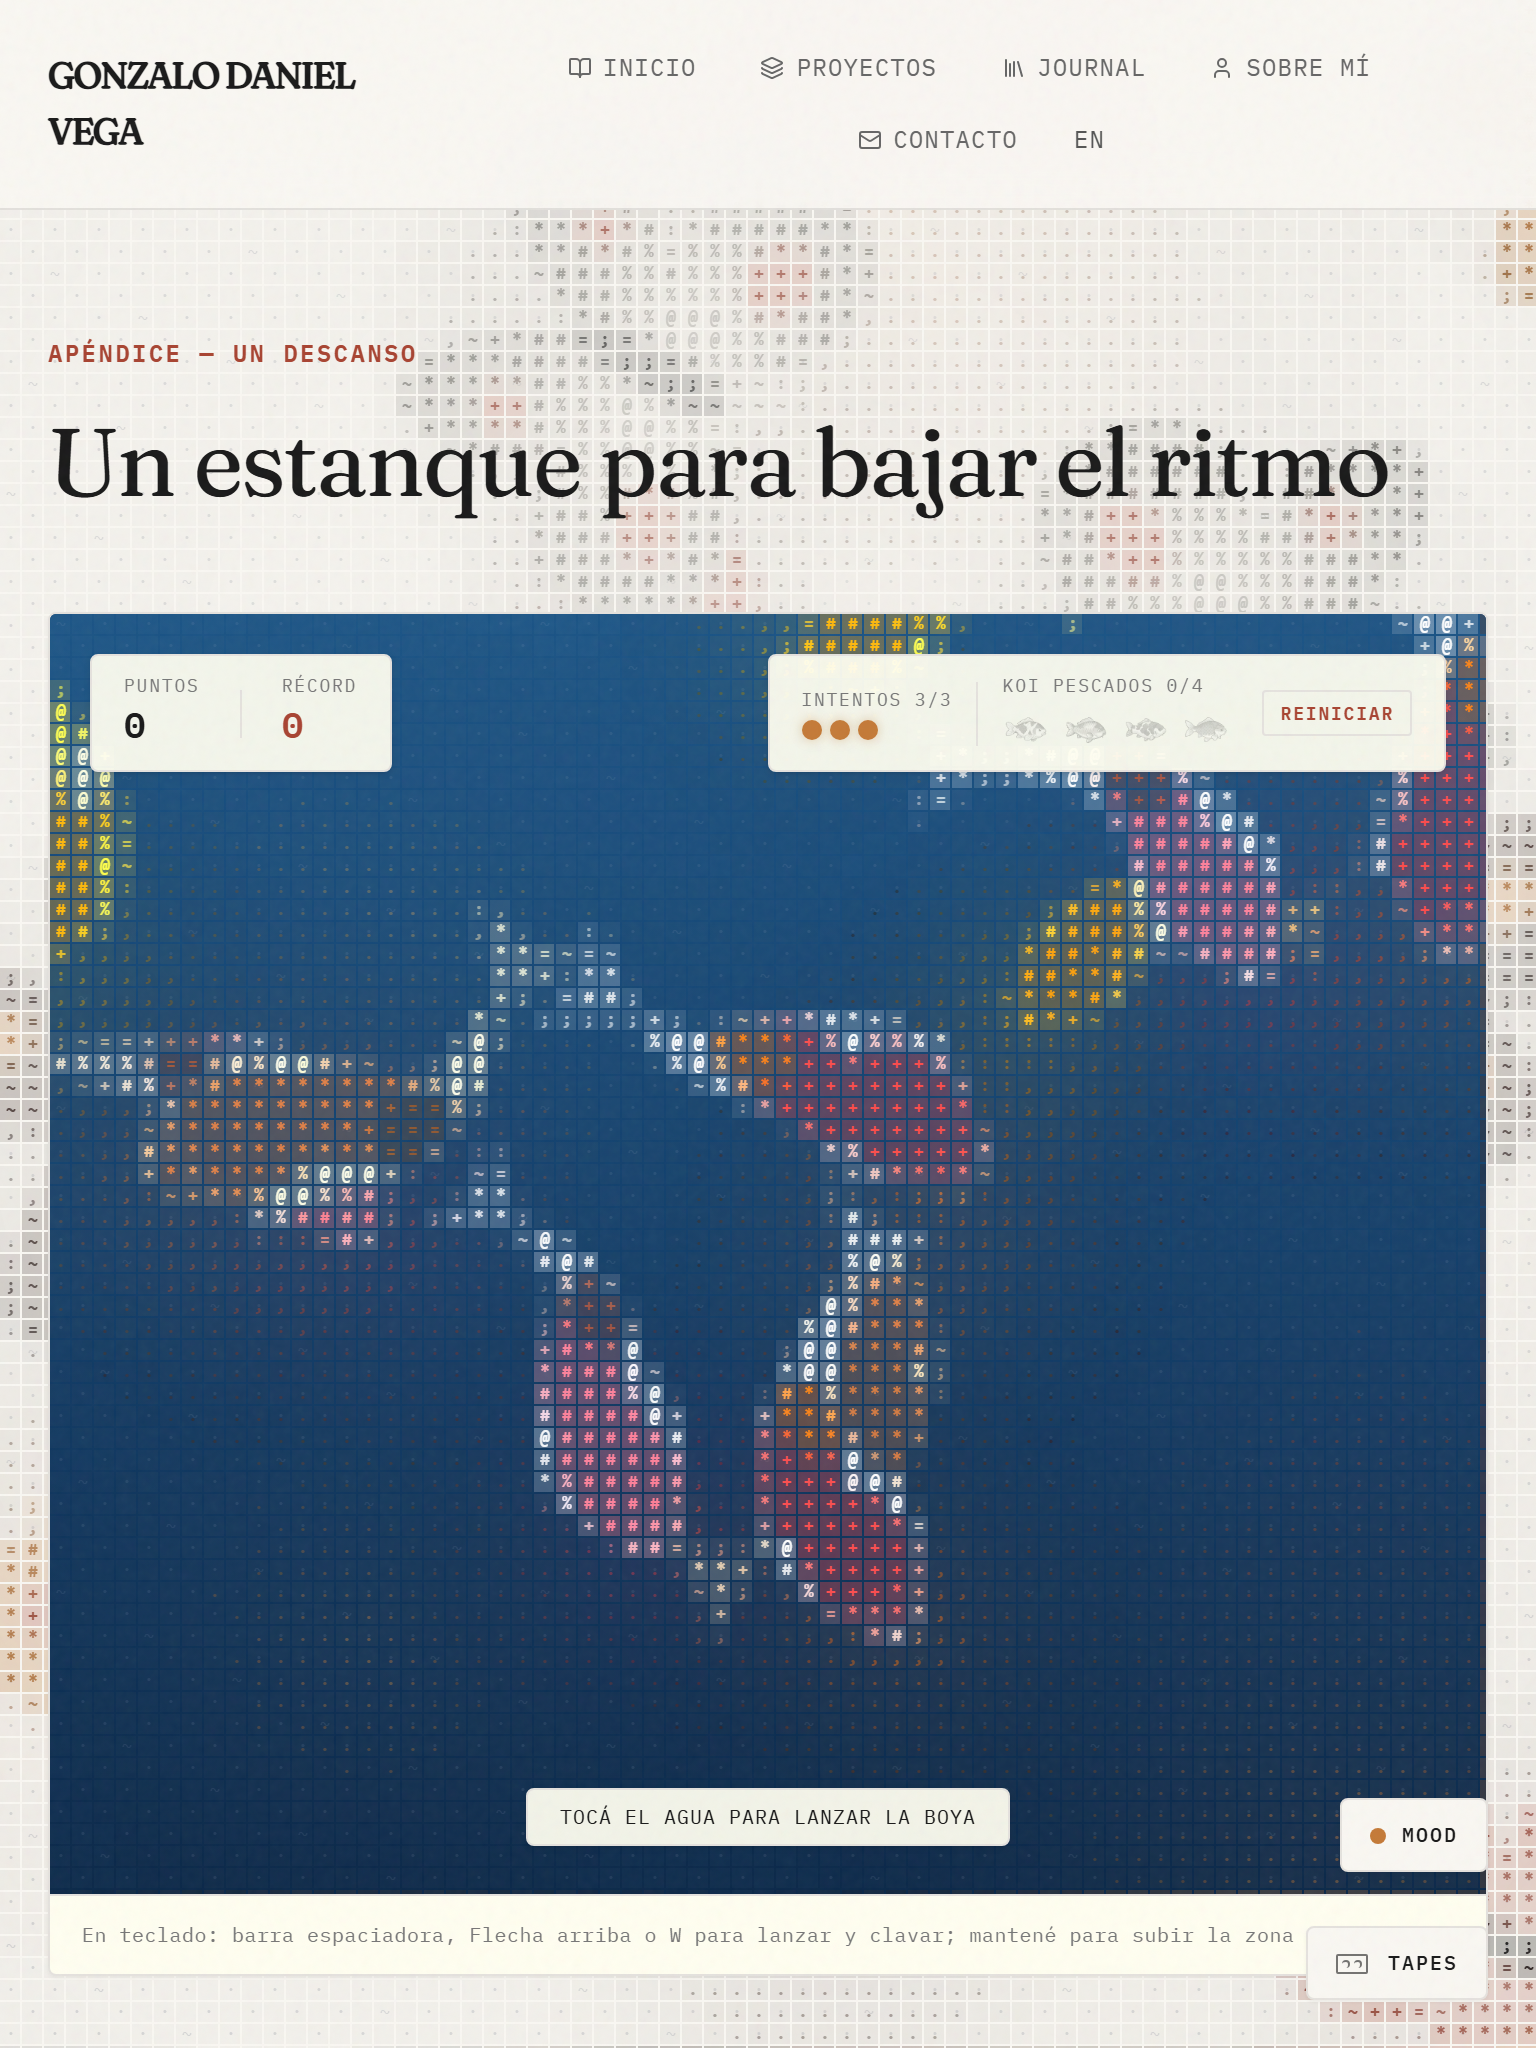 GONZALO DANIEL
VEGA
INICIO
PROYECTOS
JOURNAL
SOBRE MÍ
CONTACTO
EN
APÉNDICE — UN DESCANSO
Un estanque para bajar el ritmo
PUNTOS
0
RÉCORD
0
INTENTOS 3/3
KOI PESCADOS 0/4
REINICIAR
TOCÁ EL AGUA PARA LANZAR LA BOYA
MOOD
En teclado: barra espaciadora, Flecha arriba o W para lanzar y clavar; mantené para subir la zona
TAPES